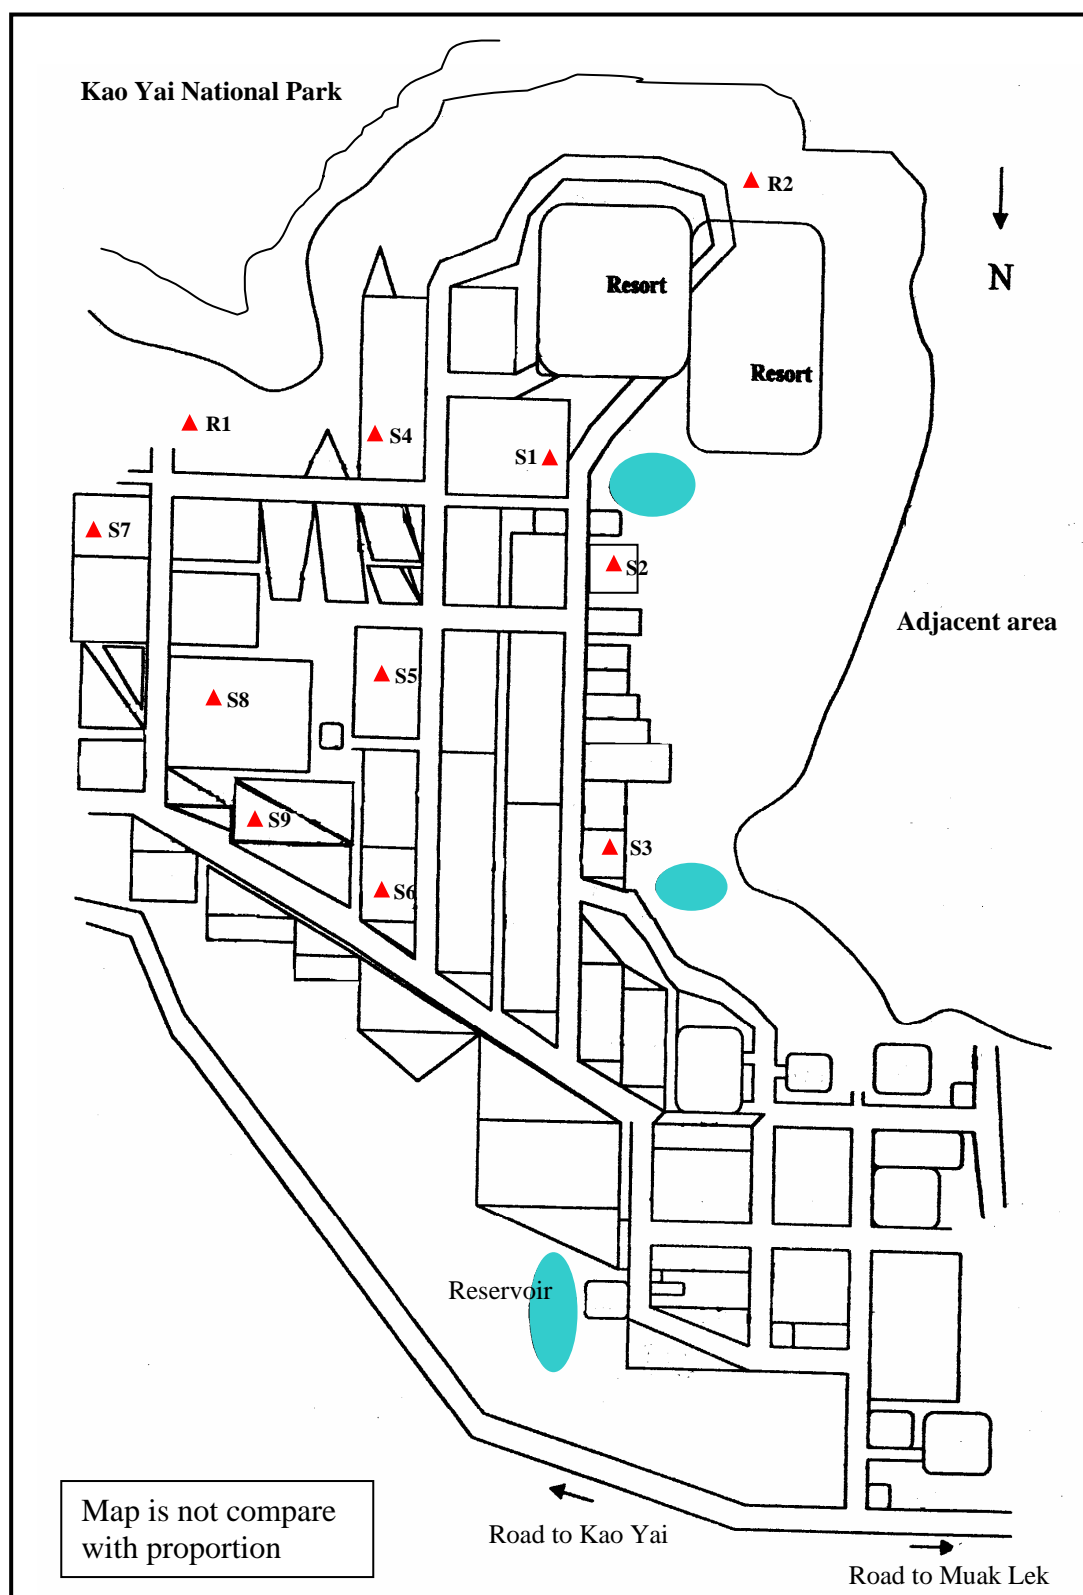 Kao Yai National Park
R2
N
Resort
Resort
R1
S4
S1
S7
S2
Adjacent area
S5
S8
S9
S3
S6
Reservoir
Map is not compare
with proportion
Road to Kao Yai
Road to Muak Lek